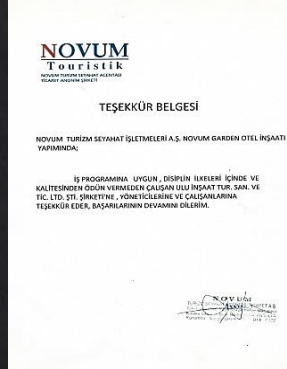 NOVUM
Touristik
NOVUM TURİZM SEYAHAT ACENTASI
TİCARET ANONİM ŞİRKETİ
TEŞEKKÜR BELGESİ
NOVUM TURİZM SEYAHAT İŞLETMELERİ A.Ş. NOVUM GARDEN OTEL İNŞAATI
YAPIMINDA;
İŞ PROGRAMINA UYGUN , DİSİPLİN İLKELERİ İÇİNDE VE
KALİTESİNDEN ÖDÜN VERMEDEN ÇALIŞAN ULU İNŞAAT TUR. SAN. VE
TİC. LTD. ŞTİ. ŞİRKETİ'NE , YÖNETİCİLERİNE VE ÇALIŞANLARINA
TEŞEKKÜR EDER, BAŞARILARININ DEVAMINI DİLERİM.
NOVUM